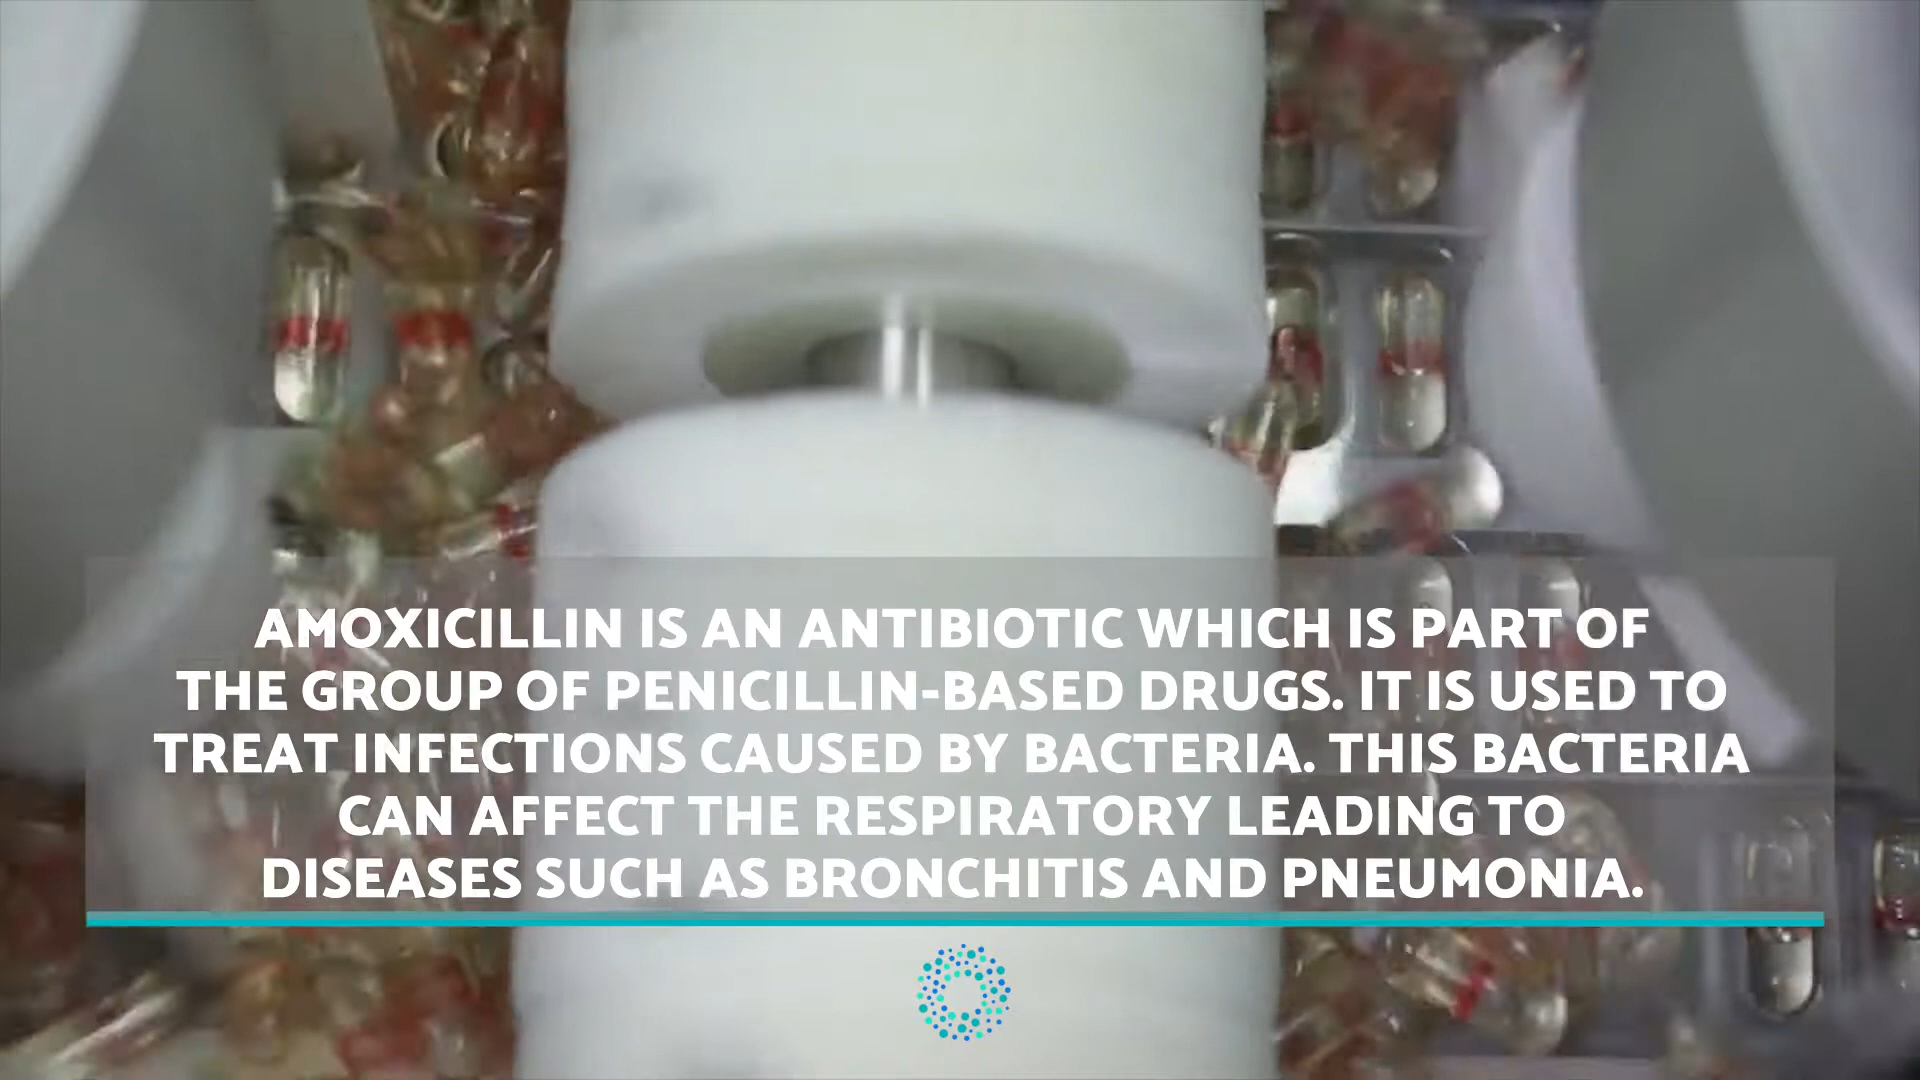 AMOXICILLIN IS AN ANTIBIOTIC WHICH IS PART OF
THE GROUP OF PENICILLIN-BASED DRUGS. IT IS USED TO
TREAT INFECTIONS CAUSED BY BACTERIA. THIS BACTERIA
CAN AFFECT THE RESPIRATORY LEADING TO
DISEASES SUCH AS BRONCHITIS AND PNEUMONIA.